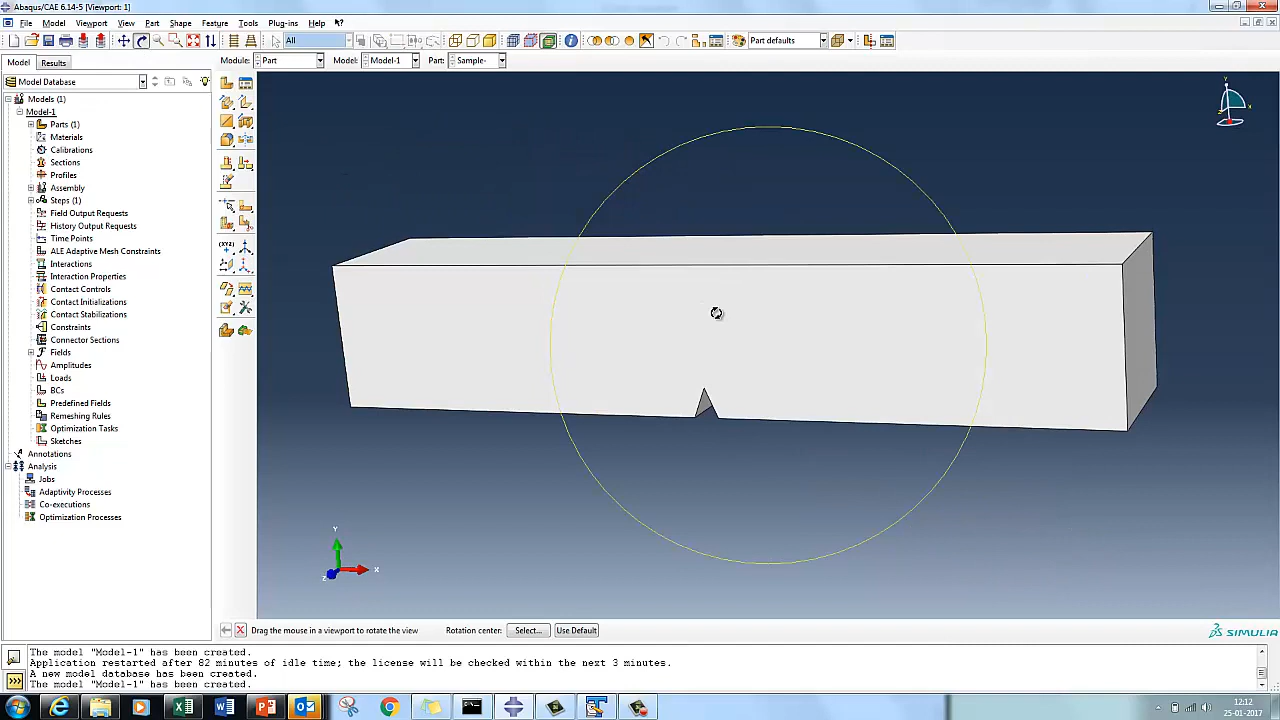 Abaqus/CAE 6.14-5 [Viewport: 1]
File Model Viewport View Part Shape Feature Tools Plug-ins Help
All
Part defaults
Model Results
Module: Part Model: Model-1 Part: Sample-
Model Database
Models (1)
Model-1
Parts (1)
Materials
Calibrations
Sections
Profiles
Assembly
Steps (1)
Field Output Requests
History Output Requests
Time Points
ALE Adaptive Mesh Constraints
Interactions
Interaction Properties
Contact Controls
Contact Initializations
Contact Stabilizations
Constraints
Connector Sections
Fields
Amplitudes
Loads
BCs
Predefined Fields
Remeshing Rules
Optimization Tasks
Sketches
Annotations
Analysis
Jobs
Adaptivity Processes
Co-executions
Optimization Processes
Y
X
Z
Y
X
Drag the mouse in a viewport to rotate the view Rotation center: Select... Use Default
SIMULIA
The model "Model-1" has been created.
Application restarted after 82 minutes of idle time; the license will be checked within the next 3 minutes.
A new model database has been created.
The model "Model-1" has been created.
12:12
25-01-2017